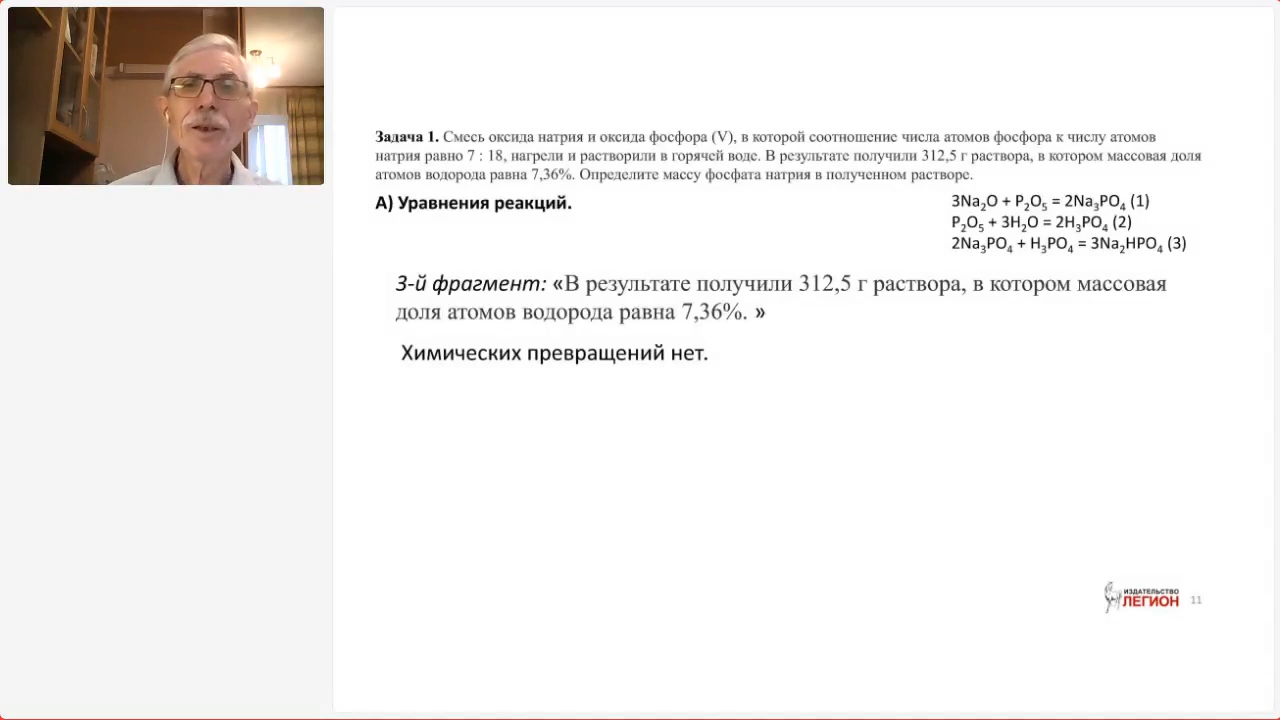 Задача 1. Смесь оксида натрия и оксида фосфора (V), в которой соотношение числа атомов фосфора к числу атомов
натрия равно 7 : 18, нагрели и растворили в горячей воде. В результате получили 312,5 г раствора, в котором массовая доля
атомов водорода равна 7,36%. Определите массу фосфата натрия в полученном растворе.
А) Уравнения реакций.
3Na₂O + P₂O₅ = 2Na₃PO₄ (1)
P₂O₅ + 3H₂O = 2H₃PO₄ (2)
2Na₃PO₄ + H₃PO₄ = 3Na₂HPO₄ (3)
3-й фрагмент: «В результате получили 312,5 г раствора, в котором массовая
доля атомов водорода равна 7,36%. »
Химических превращений нет.
ИЗДАТЕЛЬСТВО
ЛЕГИОН
11